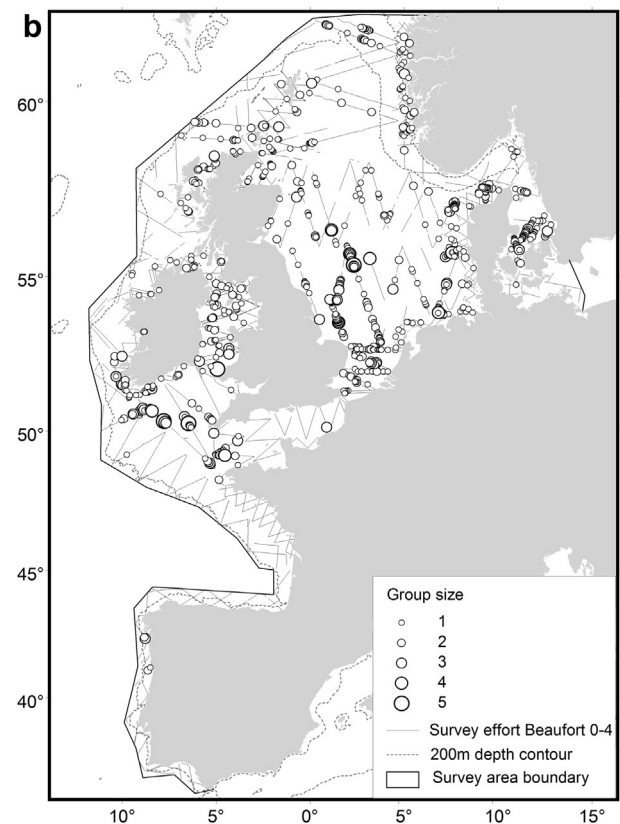 b
60°
55°
50°
45°
40°
Group size
1
2
3
4
5
Survey effort Beaufort 0-4
200m depth contour
Survey area boundary
10° 5° 0° 5° 10° 15°